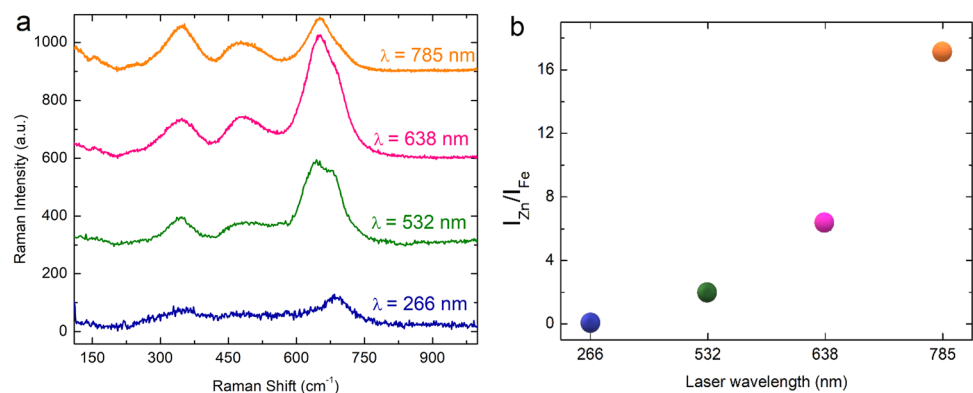 a
1000
800
600
400
200
0
Raman Intensity (a.u.)
λ = 785 nm
λ = 638 nm
λ = 532 nm
λ = 266 nm
150 300 450 600 750 900
Raman Shift (cm⁻¹)
b
16
12
8
4
0
I_Zn/I_Fe
266 532 638 785
Laser wavelength (nm)